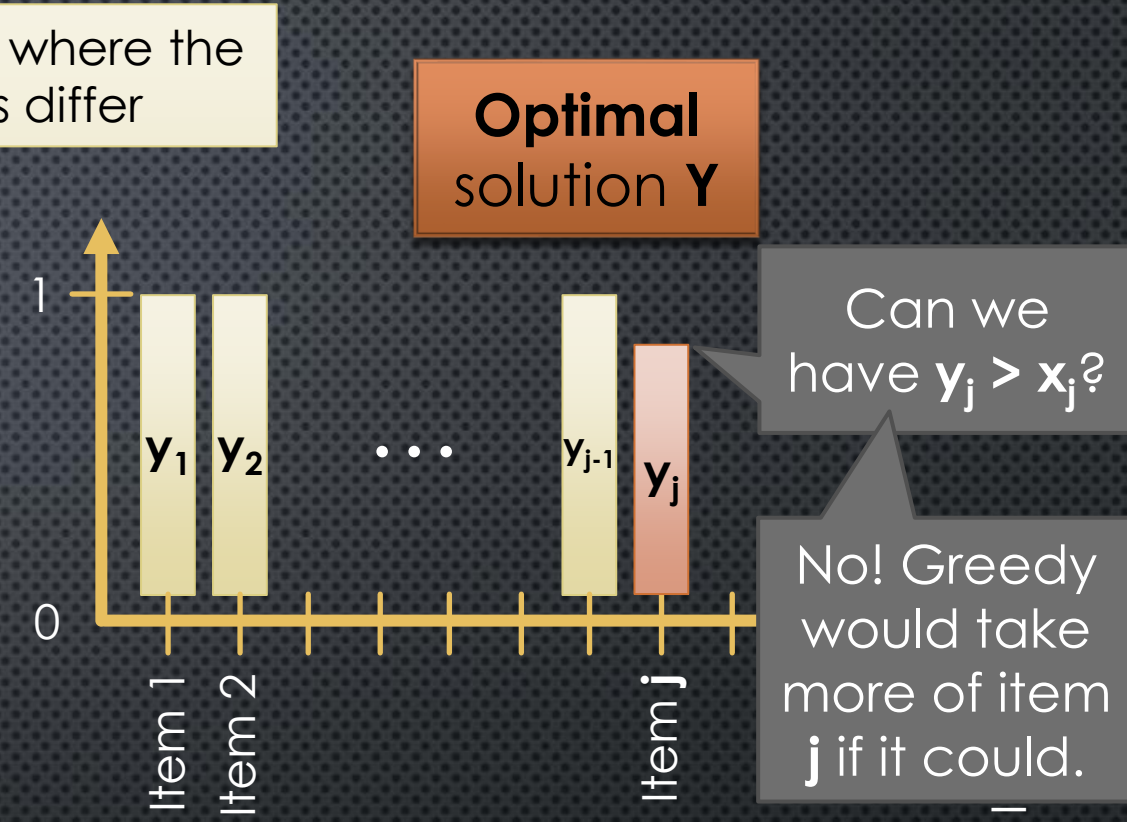 where the
s differ
Optimal
solution Y
1
0
y₁
y₂
. . .
yⱼ₋₁
yⱼ
Can we
have yⱼ > xⱼ?
No! Greedy
would take
more of item
j if it could.
Item 1
Item 2
Item j